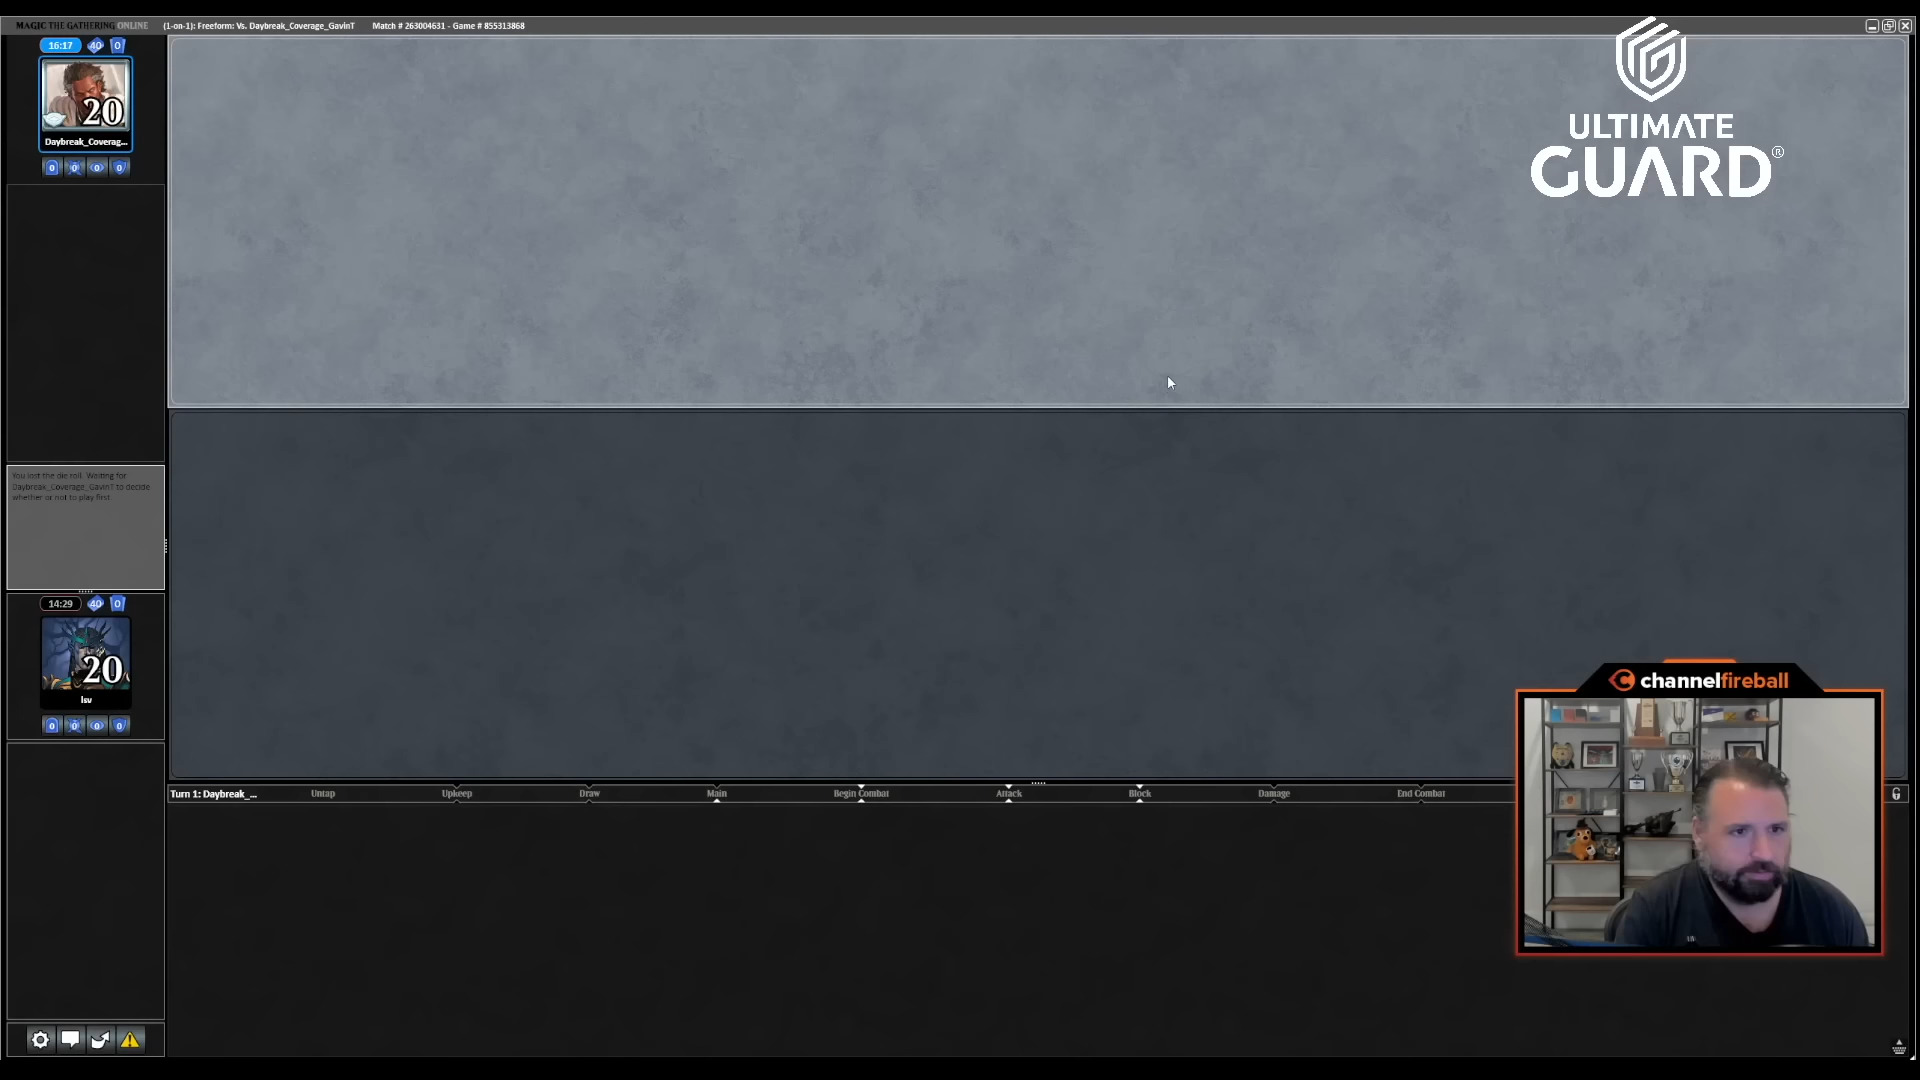 MAGIC THE GATHERING ONLINE (1-on-1): Freeform: Vs. Daybreak_Coverage_GavinT Match # 263004631 - Game # 855313868
16:17 40 0
20
Daybreak_Coverag...
0 0 0 0
ULTIMATE
GUARD®
You lost the die roll. Waiting for
Daybreak_Coverage_GavinT to decide
whether or not to play first.
14:29 40 0
20
lsv
0 0 0 0
channelfireball
Turn 1: Daybreak_... Untap Upkeep Draw Main Begin Combat Attack Block Damage End Combat